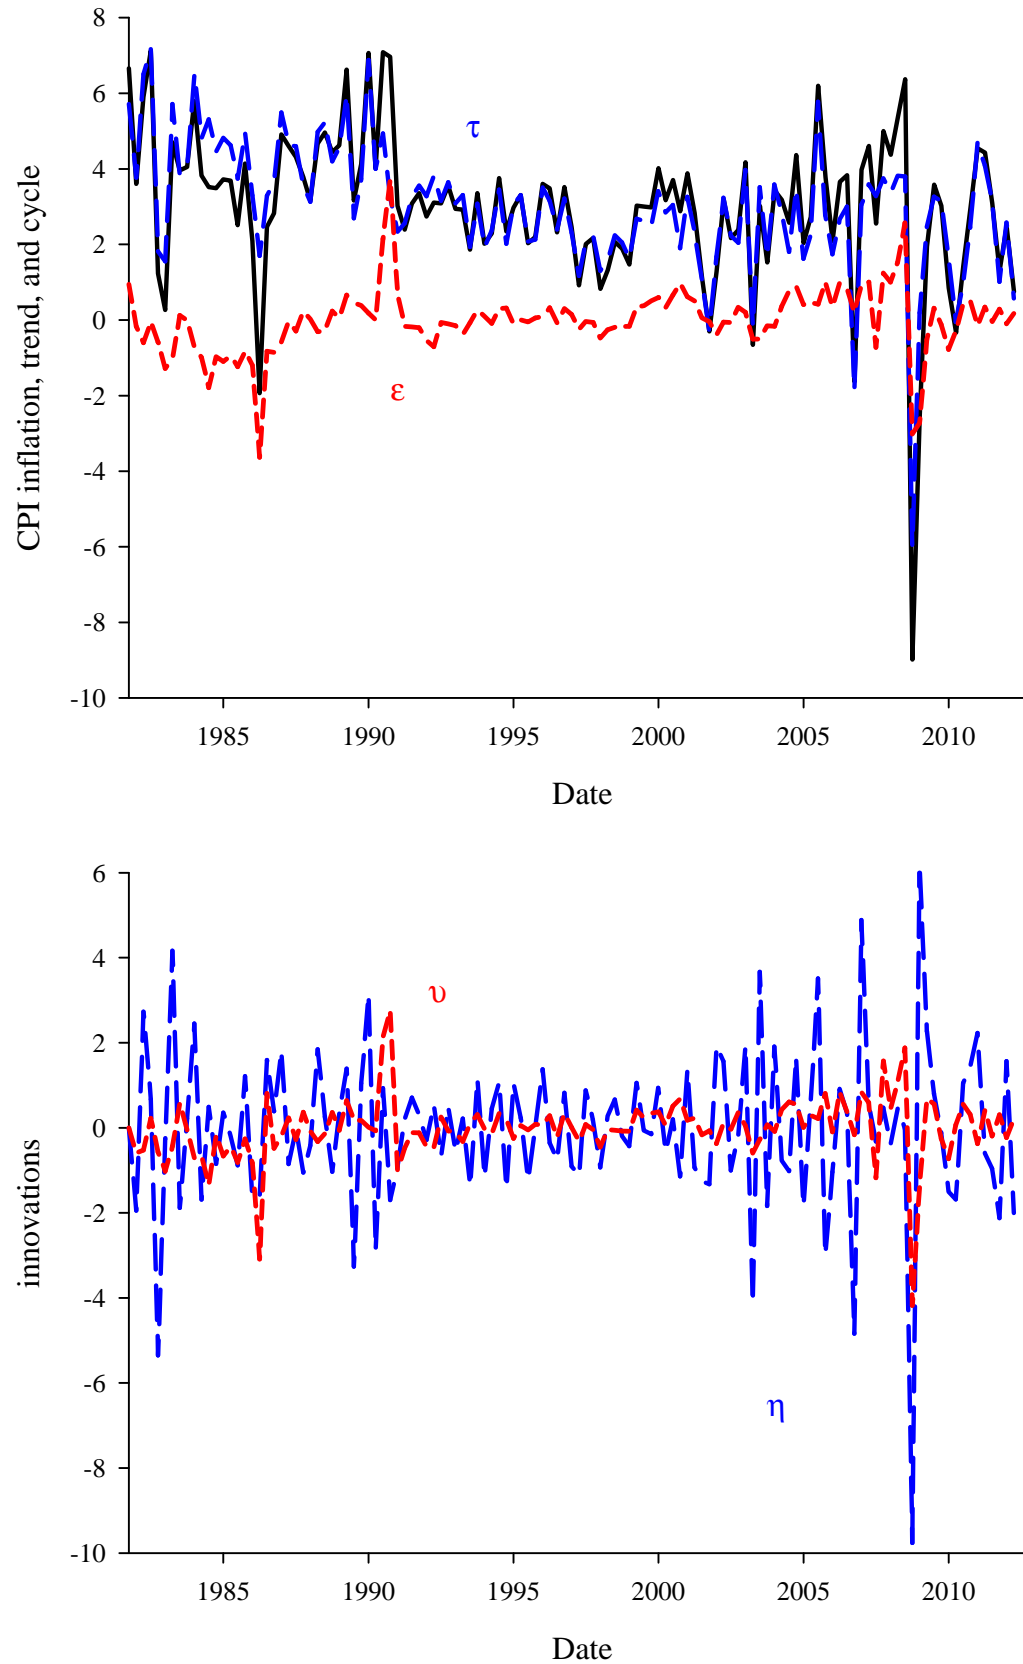 8
6
4
2
0
-2
-4
-6
-8
-10
CPI inflation, trend, and cycle
τ
ε
1985 1990 1995 2000 2005 2010
Date
6
4
2
0
-2
-4
-6
-8
-10
innovations
υ
η
1985 1990 1995 2000 2005 2010
Date